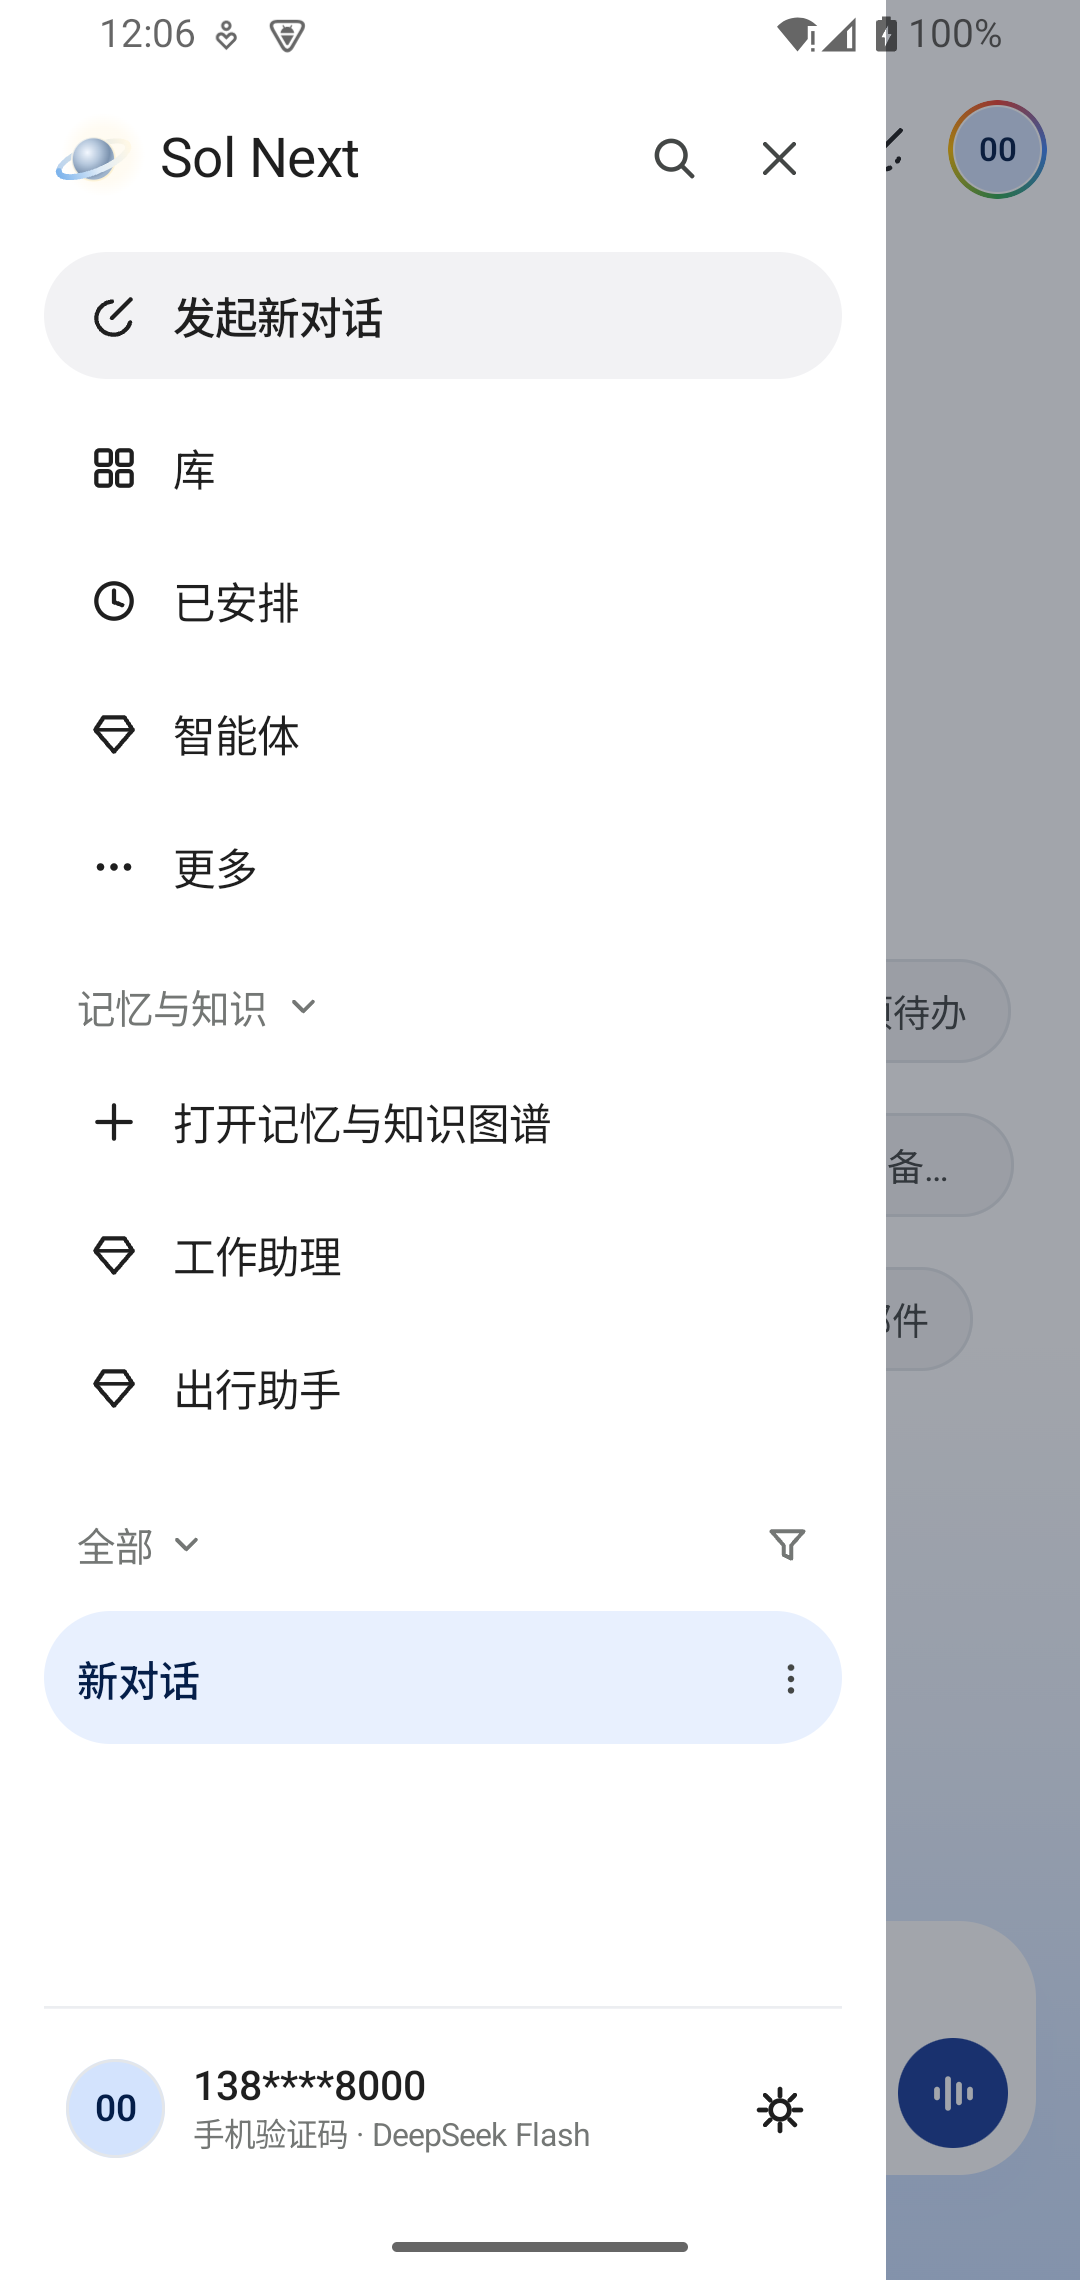 12:06
100%
Sol Next
00
发起新对话
库
已安排
智能体
更多
记忆与知识
待办
打开记忆与知识图谱
备...
工作助理
件
出行助手
全部
新对话
00
138****8000
手机验证码 · DeepSeek Flash